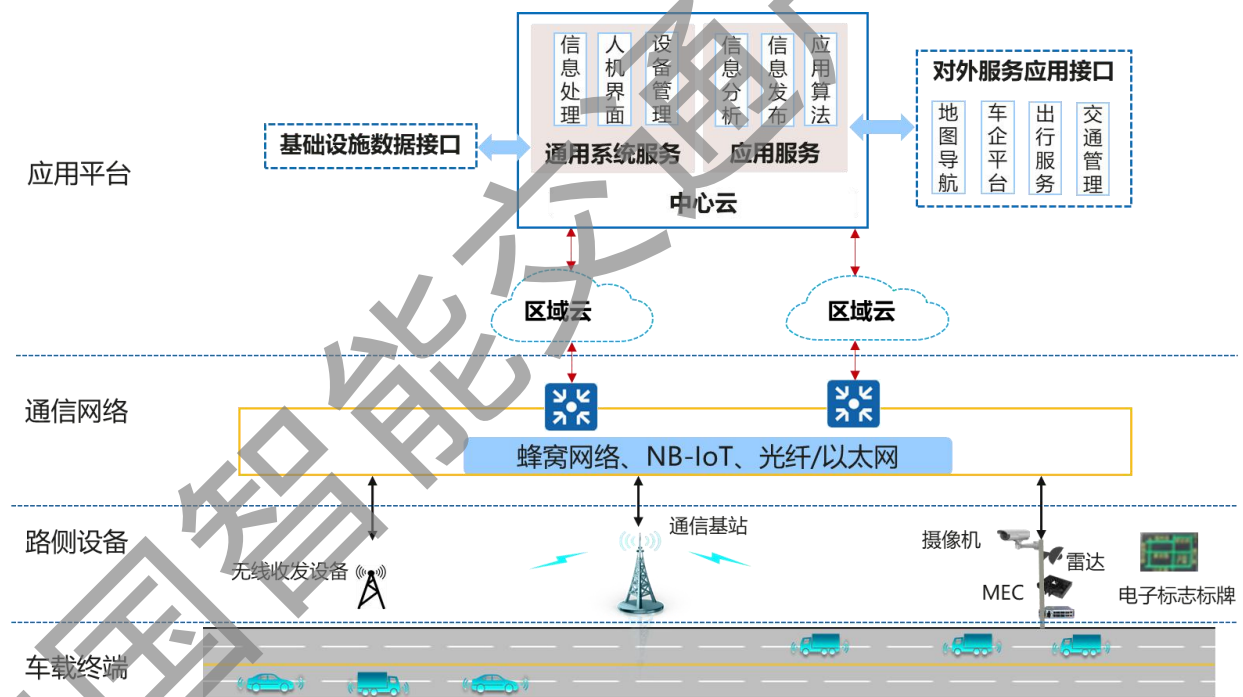 信息处理
人机界面
设备管理
信息分析
信息发布
应用算法
通用系统服务
应用服务
中心云
基础设施数据接口
对外服务应用接口
地图导航
车企平台
出行服务
交通管理
应用平台
区域云
区域云
通信网络
蜂窝网络、NB-IoT、光纤/以太网
路侧设备
无线收发设备
通信基站
摄像机
雷达
MEC
电子标志标牌
车载终端
国智能交通